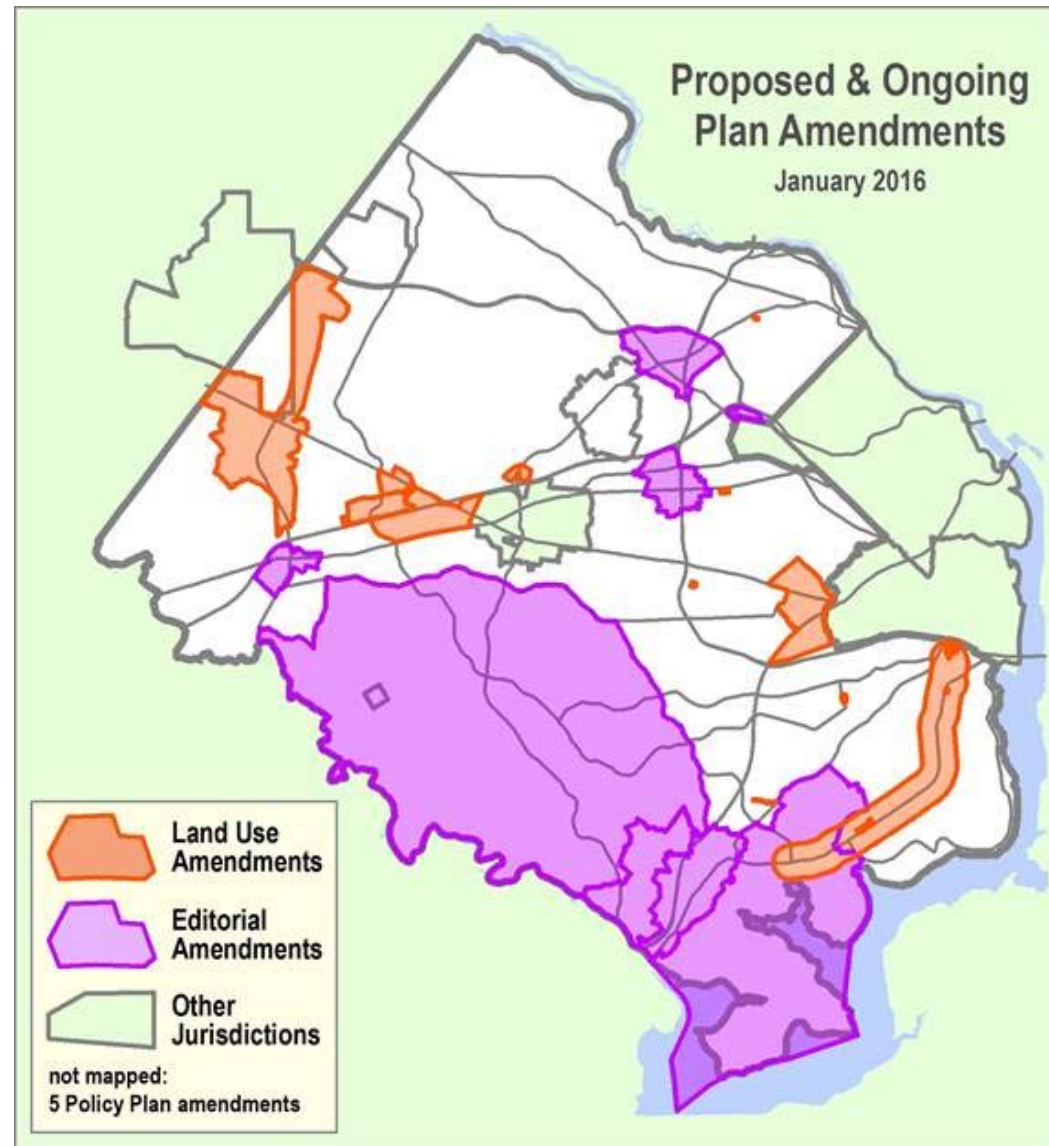 Proposed & Ongoing
Plan Amendments
January 2016
Land Use
Amendments
Editorial
Amendments
Other
Jurisdictions
not mapped:
5 Policy Plan amendments